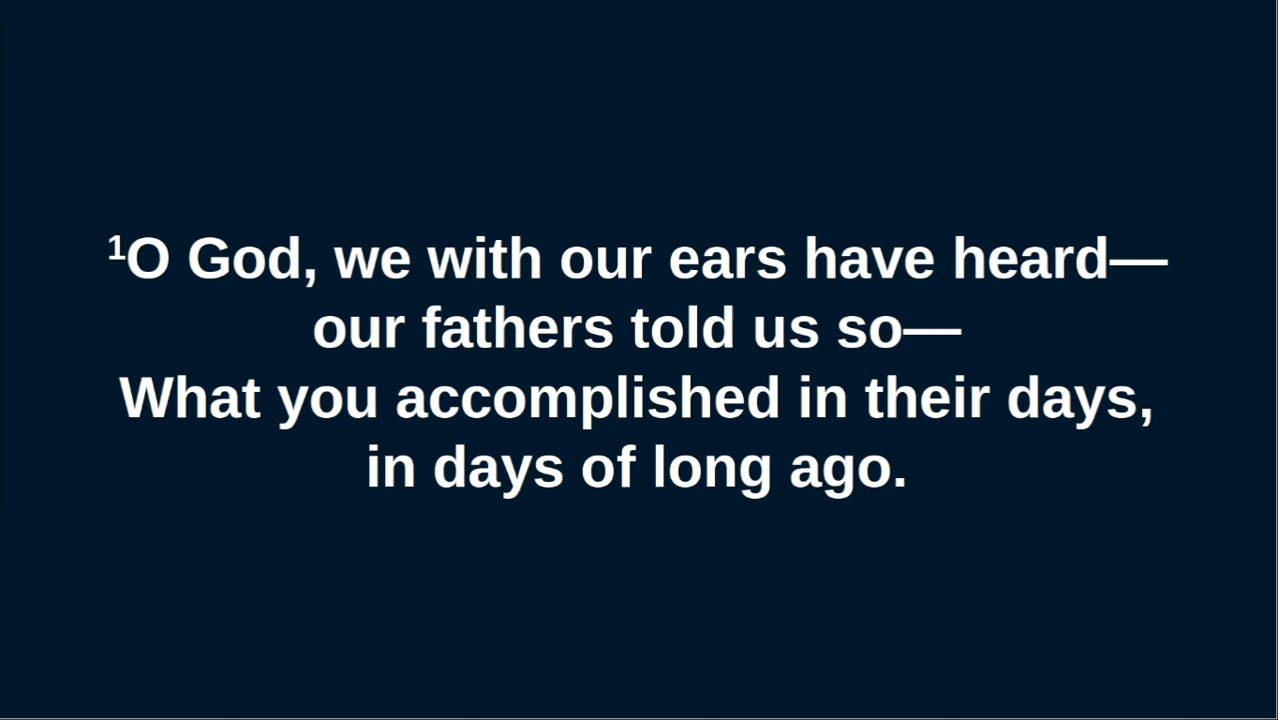 ¹O God, we with our ears have heard—
our fathers told us so—
What you accomplished in their days,
in days of long ago.